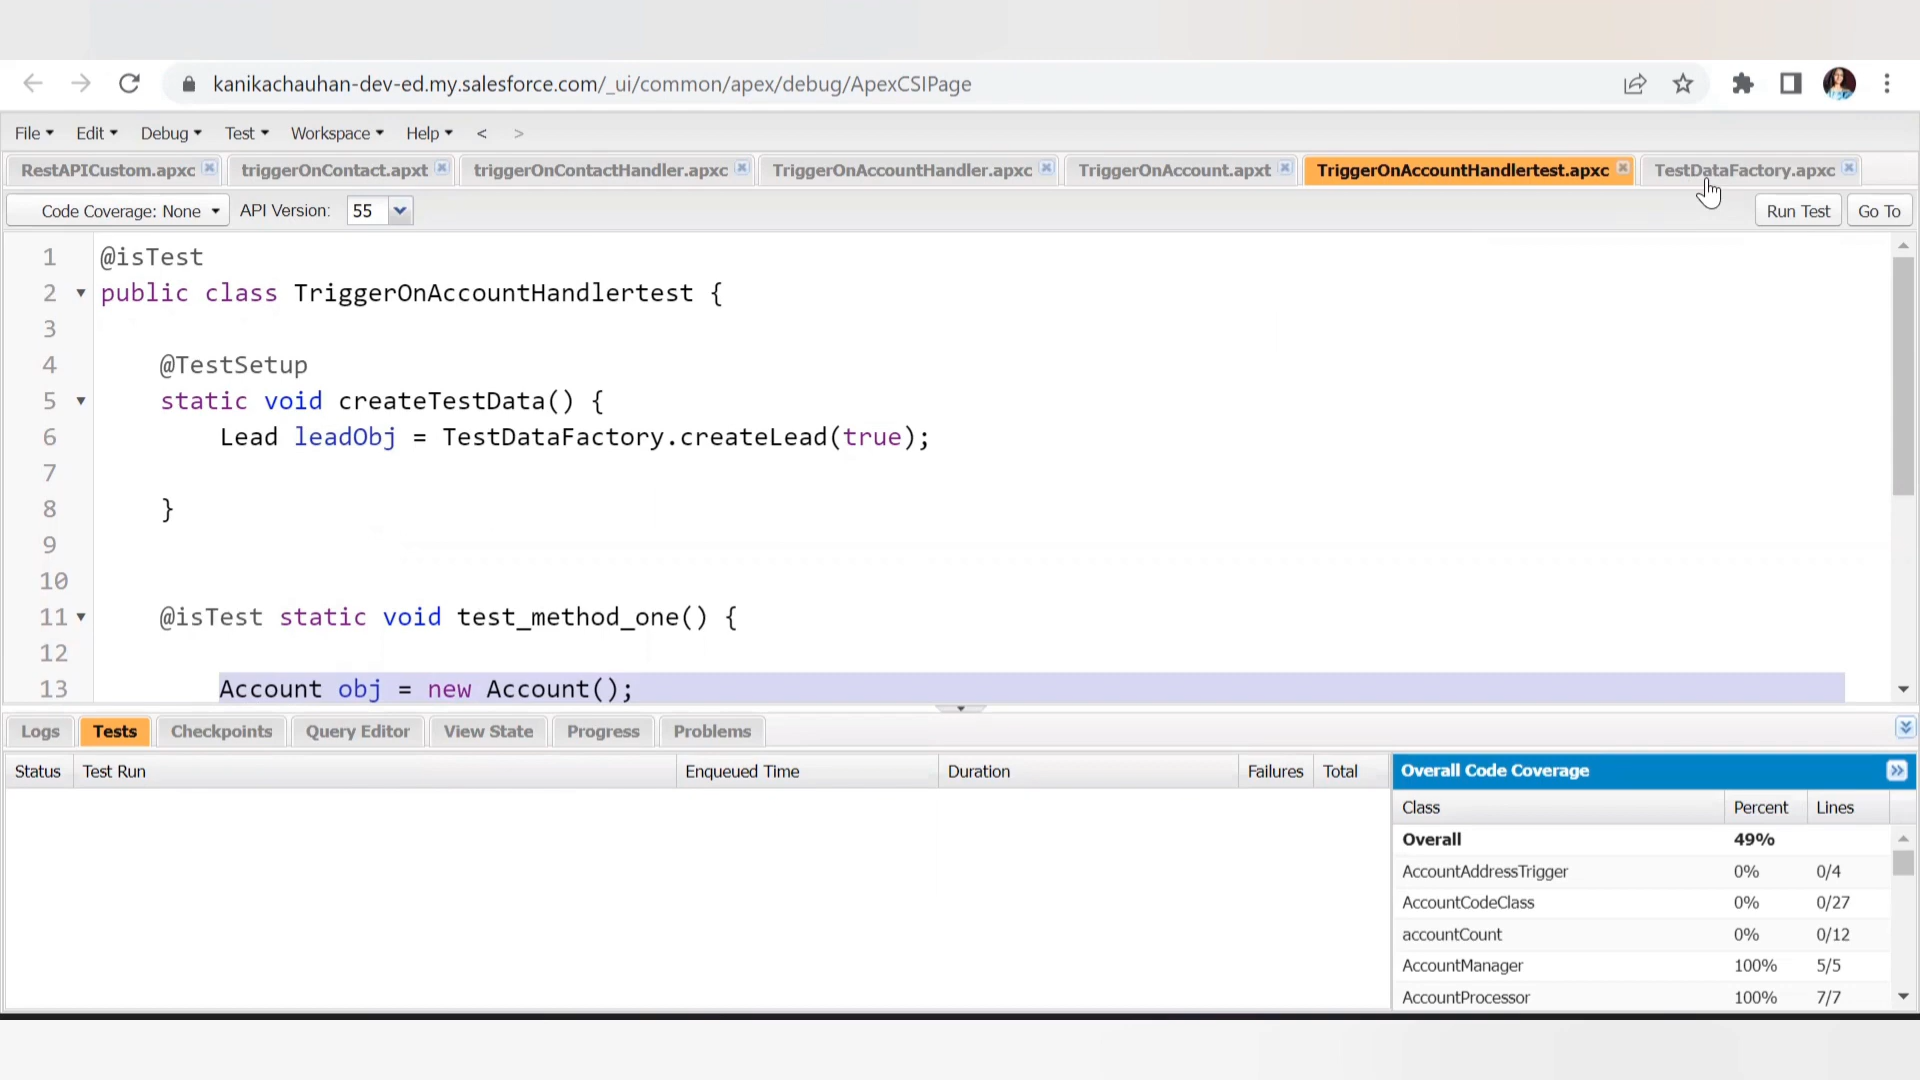 kanikachauhan-dev-ed.my.salesforce.com/_ui/common/apex/debug/ApexCSIPage
File Edit Debug Test Workspace Help < >
RestAPICustom.apxc triggerOnContact.apxt triggerOnContactHandler.apxc TriggerOnAccountHandler.apxc TriggerOnAccount.apxt TriggerOnAccountHandlertest.apxc TestDataFactory.apxc
Code Coverage: None API Version: 55 Run Test Go To
1 @isTest
2 public class TriggerOnAccountHandlertest {
3
4 @TestSetup
5 static void createTestData() {
6 Lead leadObj = TestDataFactory.createLead(true);
7
8 }
9
10
11 @isTest static void test_method_one() {
12
13 Account obj = new Account();
Logs Tests Checkpoints Query Editor View State Progress Problems
Status Test Run Enqueued Time Duration Failures Total
Overall Code Coverage
Class Percent Lines
Overall 49%
AccountAddressTrigger 0% 0/4
AccountCodeClass 0% 0/27
accountCount 0% 0/12
AccountManager 100% 5/5
AccountProcessor 100% 7/7